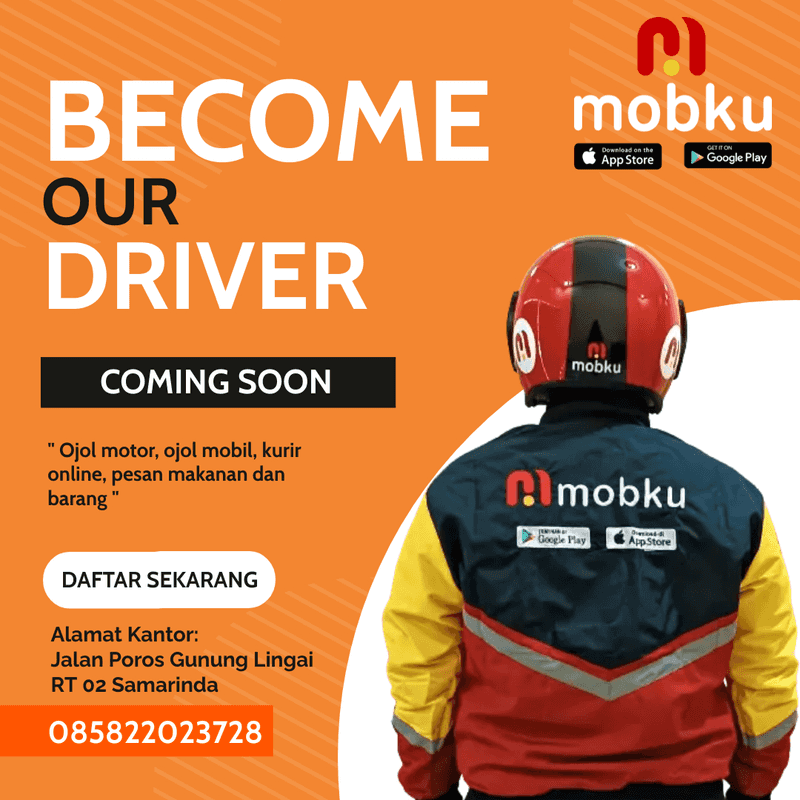 mobku
Download on the
App Store
GET IT ON
Google Play
BECOME
OUR
DRIVER
COMING SOON
" Ojol motor, ojol mobil, kurir
online, pesan makanan dan
barang "
DAFTAR SEKARANG
Alamat Kantor:
Jalan Poros Gunung Lingai
RT 02 Samarinda
085822023728
mobku
mobku
Google Play
Download di
App Store